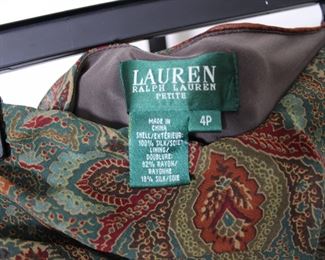 LAUREN
RALPH LAUREN
PETITE
4P
MADE IN
CHINA
SHELL/EXTÉRIEUR:
100% SILK/SOIE
LINING/
DOUBLURE:
82% RAYON/
RAYONNE
18% SILK/SOIE